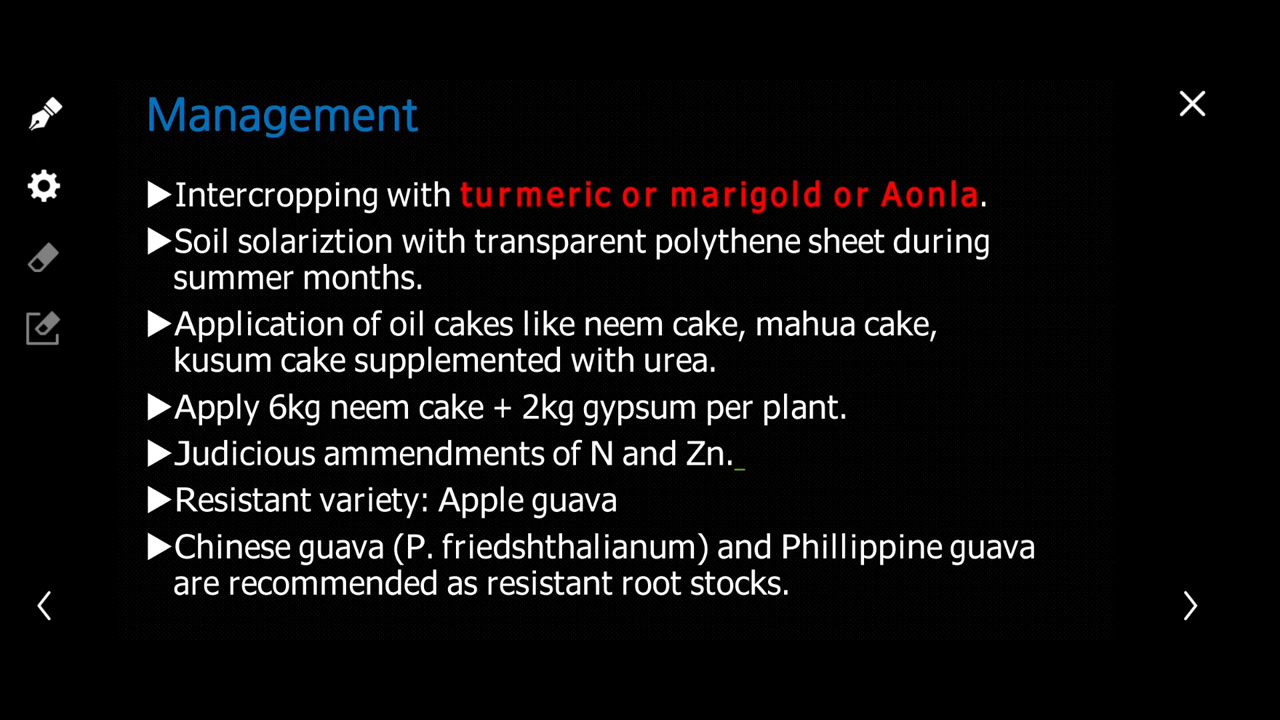 Management
▶Intercropping with turmeric or marigold or Aonla.
▶Soil solariztion with transparent polythene sheet during
summer months.
▶Application of oil cakes like neem cake, mahua cake,
kusum cake supplemented with urea.
▶Apply 6kg neem cake + 2kg gypsum per plant.
▶Judicious ammendments of N and Zn._
▶Resistant variety: Apple guava
▶Chinese guava (P. friedshthalianum) and Phillippine guava
are recommended as resistant root stocks.